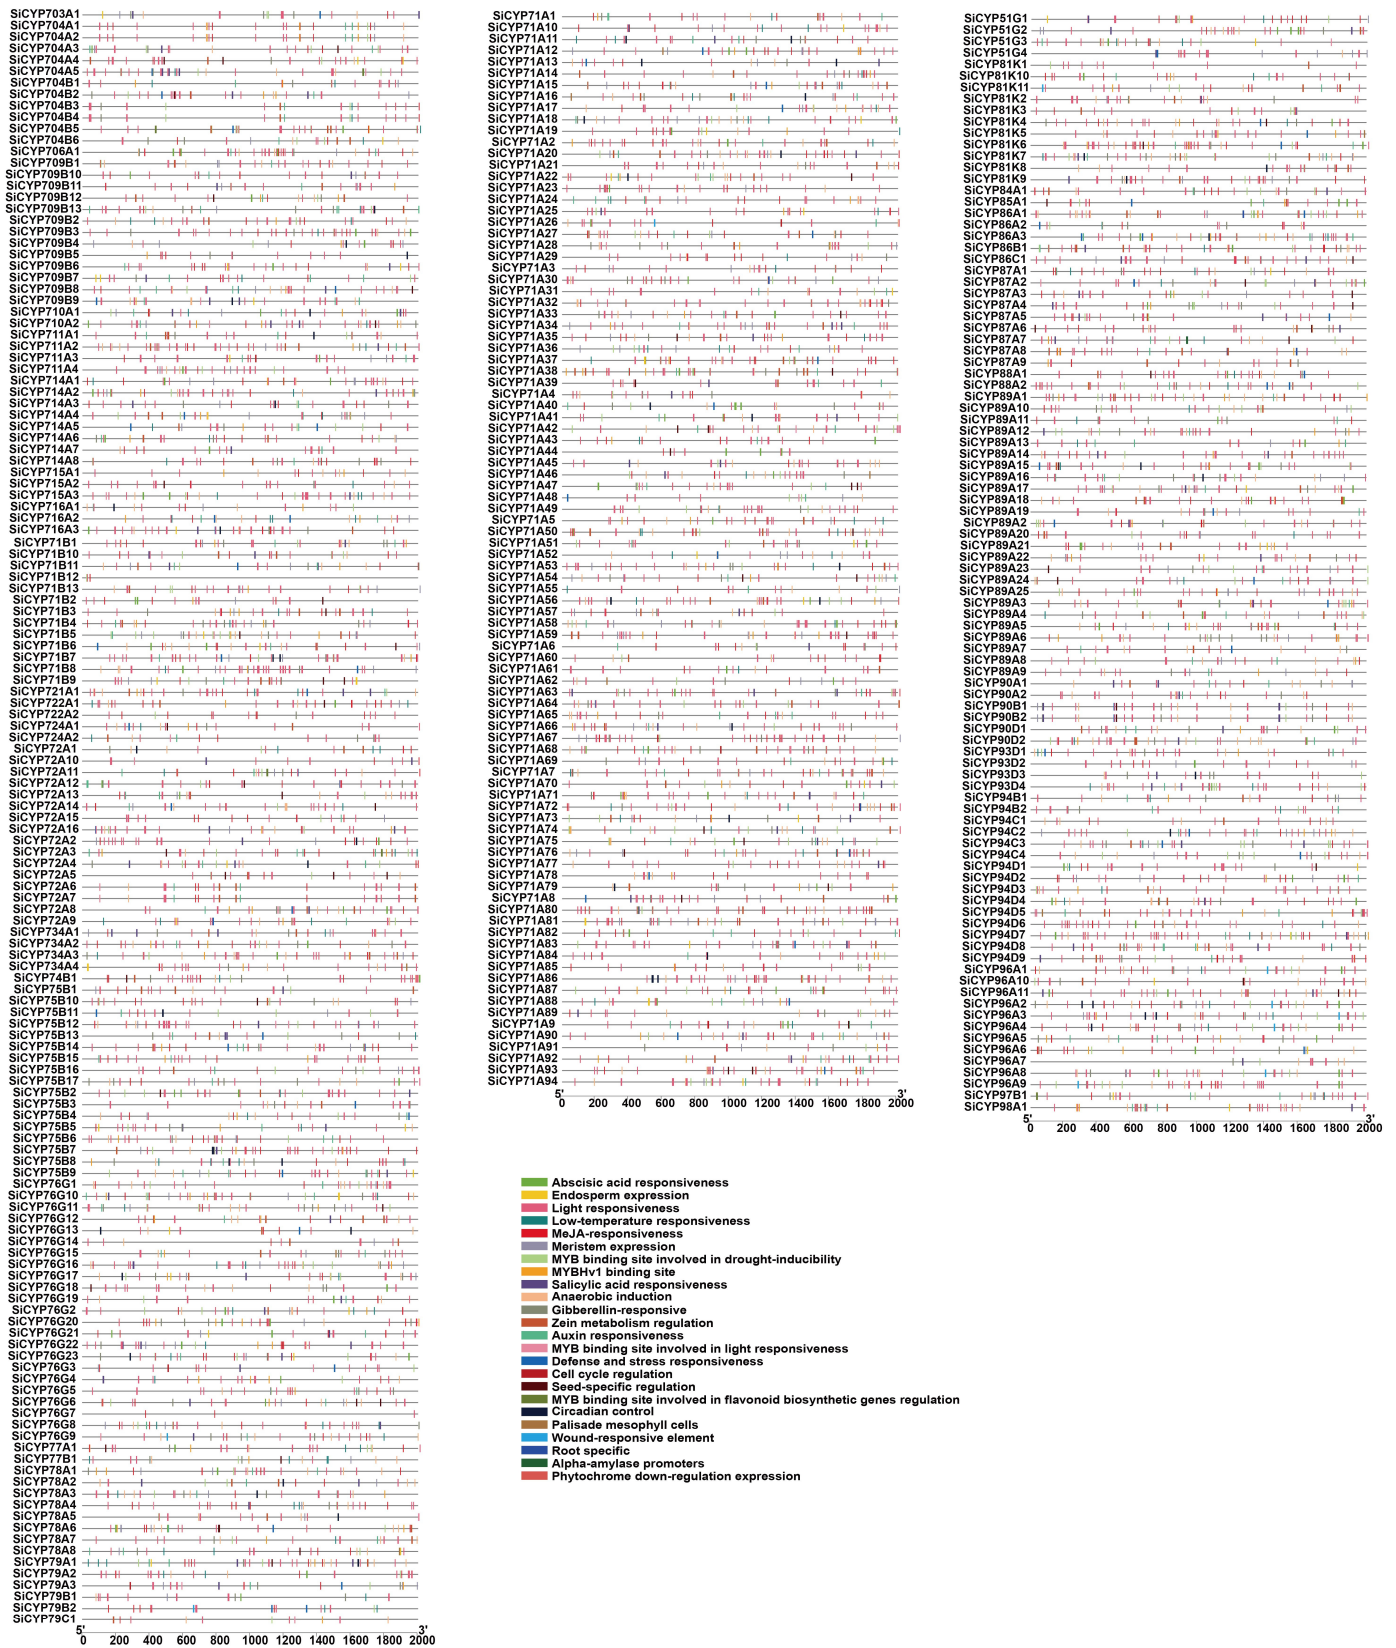 SiCYP703A1
SiCYP704A1
SiCYP704A2
SiCYP704A3
SiCYP704A4
SiCYP704A5
SiCYP704B1
SiCYP704B2
SiCYP704B3
SiCYP704B4
SiCYP704B5
SiCYP704B6
SiCYP706A1
SiCYP709B1
SiCYP709B10
SiCYP709B11
SiCYP709B12
SiCYP709B13
SiCYP709B2
SiCYP709B3
SiCYP709B4
SiCYP709B5
SiCYP709B6
SiCYP709B7
SiCYP709B8
SiCYP709B9
SiCYP710A1
SiCYP710A2
SiCYP711A1
SiCYP711A2
SiCYP711A3
SiCYP711A4
SiCYP714A1
SiCYP714A2
SiCYP714A3
SiCYP714A4
SiCYP714A5
SiCYP714A6
SiCYP714A7
SiCYP714A8
SiCYP715A1
SiCYP715A2
SiCYP715A3
SiCYP716A1
SiCYP716A2
SiCYP716A3
SiCYP71B1
SiCYP71B10
SiCYP71B11
SiCYP71B12
SiCYP71B13
SiCYP71B2
SiCYP71B3
SiCYP71B4
SiCYP71B5
SiCYP71B6
SiCYP71B7
SiCYP71B8
SiCYP71B9
SiCYP721A1
SiCYP722A1
SiCYP722A2
SiCYP724A1
SiCYP724A2
SiCYP72A1
SiCYP72A10
SiCYP72A11
SiCYP72A12
SiCYP72A13
SiCYP72A14
SiCYP72A15
SiCYP72A16
SiCYP72A2
SiCYP72A3
SiCYP72A4
SiCYP72A5
SiCYP72A6
SiCYP72A7
SiCYP72A8
SiCYP72A9
SiCYP734A1
SiCYP734A2
SiCYP734A3
SiCYP734A4
SiCYP74B1
SiCYP75B1
SiCYP75B10
SiCYP75B11
SiCYP75B12
SiCYP75B13
SiCYP75B14
SiCYP75B15
SiCYP75B16
SiCYP75B17
SiCYP75B2
SiCYP75B3
SiCYP75B4
SiCYP75B5
SiCYP75B6
SiCYP75B7
SiCYP75B8
SiCYP75B9
SiCYP76G1
SiCYP76G10
SiCYP76G11
SiCYP76G12
SiCYP76G13
SiCYP76G14
SiCYP76G15
SiCYP76G16
SiCYP76G17
SiCYP76G18
SiCYP76G19
SiCYP76G2
SiCYP76G20
SiCYP76G21
SiCYP76G22
SiCYP76G23
SiCYP76G3
SiCYP76G4
SiCYP76G5
SiCYP76G6
SiCYP76G7
SiCYP76G8
SiCYP76G9
SiCYP77A1
SiCYP77B1
SiCYP78A1
SiCYP78A2
SiCYP78A3
SiCYP78A4
SiCYP78A5
SiCYP78A6
SiCYP78A7
SiCYP78A8
SiCYP79A1
SiCYP79A2
SiCYP79A3
SiCYP79B1
SiCYP79B2
SiCYP79C1
5' 3'
0 200 400 600 800 1000 1200 1400 1600 1800 2000
SiCYP71A1
SiCYP71A10
SiCYP71A11
SiCYP71A12
SiCYP71A13
SiCYP71A14
SiCYP71A15
SiCYP71A16
SiCYP71A17
SiCYP71A18
SiCYP71A19
SiCYP71A2
SiCYP71A20
SiCYP71A21
SiCYP71A22
SiCYP71A23
SiCYP71A24
SiCYP71A25
SiCYP71A26
SiCYP71A27
SiCYP71A28
SiCYP71A29
SiCYP71A3
SiCYP71A30
SiCYP71A31
SiCYP71A32
SiCYP71A33
SiCYP71A34
SiCYP71A35
SiCYP71A36
SiCYP71A37
SiCYP71A38
SiCYP71A39
SiCYP71A4
SiCYP71A40
SiCYP71A41
SiCYP71A42
SiCYP71A43
SiCYP71A44
SiCYP71A45
SiCYP71A46
SiCYP71A47
SiCYP71A48
SiCYP71A49
SiCYP71A5
SiCYP71A50
SiCYP71A51
SiCYP71A52
SiCYP71A53
SiCYP71A54
SiCYP71A55
SiCYP71A56
SiCYP71A57
SiCYP71A58
SiCYP71A59
SiCYP71A6
SiCYP71A60
SiCYP71A61
SiCYP71A62
SiCYP71A63
SiCYP71A64
SiCYP71A65
SiCYP71A66
SiCYP71A67
SiCYP71A68
SiCYP71A69
SiCYP71A7
SiCYP71A70
SiCYP71A71
SiCYP71A72
SiCYP71A73
SiCYP71A74
SiCYP71A75
SiCYP71A76
SiCYP71A77
SiCYP71A78
SiCYP71A79
SiCYP71A8
SiCYP71A80
SiCYP71A81
SiCYP71A82
SiCYP71A83
SiCYP71A84
SiCYP71A85
SiCYP71A86
SiCYP71A87
SiCYP71A88
SiCYP71A89
SiCYP71A9
SiCYP71A90
SiCYP71A91
SiCYP71A92
SiCYP71A93
SiCYP71A94
5' 3'
0 200 400 600 800 1000 1200 1400 1600 1800 2000
SiCYP51G1
SiCYP51G2
SiCYP51G3
SiCYP51G4
SiCYP81K1
SiCYP81K10
SiCYP81K11
SiCYP81K2
SiCYP81K3
SiCYP81K4
SiCYP81K5
SiCYP81K6
SiCYP81K7
SiCYP81K8
SiCYP81K9
SiCYP84A1
SiCYP85A1
SiCYP86A1
SiCYP86A2
SiCYP86A3
SiCYP86B1
SiCYP86C1
SiCYP87A1
SiCYP87A2
SiCYP87A3
SiCYP87A4
SiCYP87A5
SiCYP87A6
SiCYP87A7
SiCYP87A8
SiCYP87A9
SiCYP88A1
SiCYP88A2
SiCYP89A1
SiCYP89A10
SiCYP89A11
SiCYP89A12
SiCYP89A13
SiCYP89A14
SiCYP89A15
SiCYP89A16
SiCYP89A17
SiCYP89A18
SiCYP89A19
SiCYP89A2
SiCYP89A20
SiCYP89A21
SiCYP89A22
SiCYP89A23
SiCYP89A24
SiCYP89A25
SiCYP89A3
SiCYP89A4
SiCYP89A5
SiCYP89A6
SiCYP89A7
SiCYP89A8
SiCYP89A9
SiCYP90A1
SiCYP90A2
SiCYP90B1
SiCYP90B2
SiCYP90D1
SiCYP90D2
SiCYP93D1
SiCYP93D2
SiCYP93D3
SiCYP93D4
SiCYP94B1
SiCYP94B2
SiCYP94C1
SiCYP94C2
SiCYP94C3
SiCYP94C4
SiCYP94D1
SiCYP94D2
SiCYP94D3
SiCYP94D4
SiCYP94D5
SiCYP94D6
SiCYP94D7
SiCYP94D8
SiCYP94D9
SiCYP96A1
SiCYP96A10
SiCYP96A11
SiCYP96A2
SiCYP96A3
SiCYP96A4
SiCYP96A5
SiCYP96A6
SiCYP96A7
SiCYP96A8
SiCYP96A9
SiCYP97B1
SiCYP98A1
5' 3'
0 200 400 600 800 1000 1200 1400 1600 1800 2000
Abscisic acid responsiveness
Endosperm expression
Light responsiveness
Low-temperature responsiveness
MeJA-responsiveness
Meristem expression
MYB binding site involved in drought-inducibility
MYBHv1 binding site
Salicylic acid responsiveness
Anaerobic induction
Gibberellin-responsive
Zein metabolism regulation
Auxin responsiveness
MYB binding site involved in light responsiveness
Defense and stress responsiveness
Cell cycle regulation
Seed-specific regulation
MYB binding site involved in flavonoid biosynthetic genes regulation
Circadian control
Palisade mesophyll cells
Wound-responsive element
Root specific
Alpha-amylase promoters
Phytochrome down-regulation expression